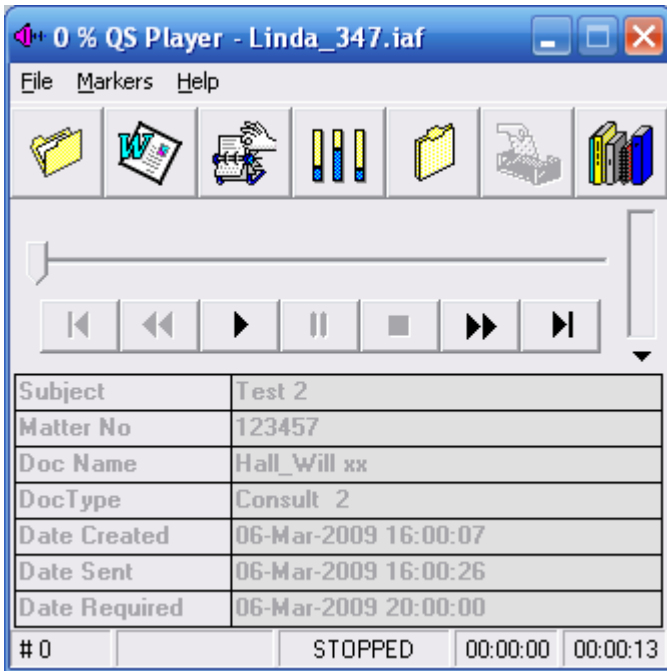 0 % QS Player - Linda_347.iaf
File Markers Help
W
Subject Test 2
Matter No 123457
Doc Name Hall_Will xx
DocType Consult 2
Date Created 06-Mar-2009 16:00:07
Date Sent 06-Mar-2009 16:00:26
Date Required 06-Mar-2009 20:00:00
# 0 STOPPED 00:00:00 00:00:13